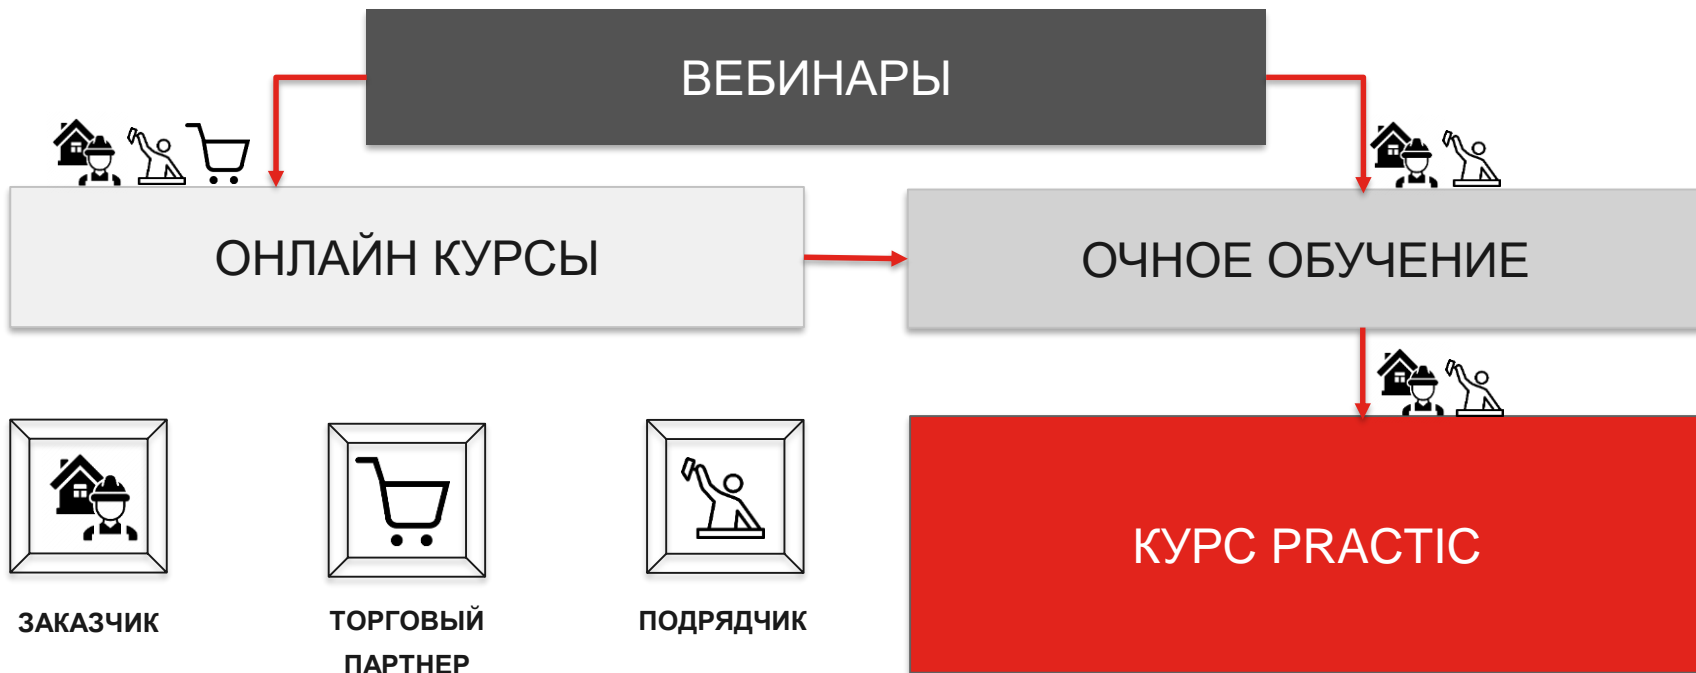 ВЕБИНАРЫ
ОНЛАЙН КУРСЫ
ОЧНОЕ ОБУЧЕНИЕ
КУРС PRACTIC
ЗАКАЗЧИК
ТОРГОВЫЙ
ПАРТНЕР
ПОДРЯДЧИК